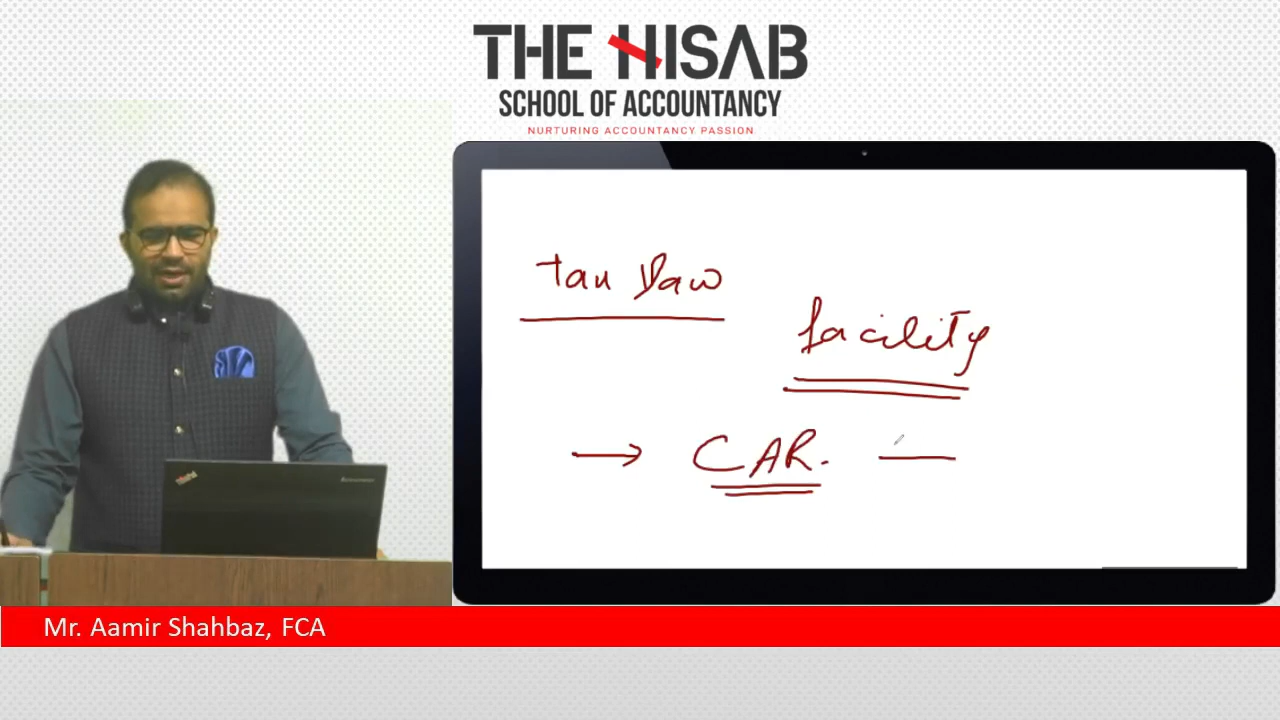 THE HISAB
SCHOOL OF ACCOUNTANCY
NURTURING ACCOUNTANCY PASSION
tax law
facility
→ CAR. —
Mr. Aamir Shahbaz, FCA